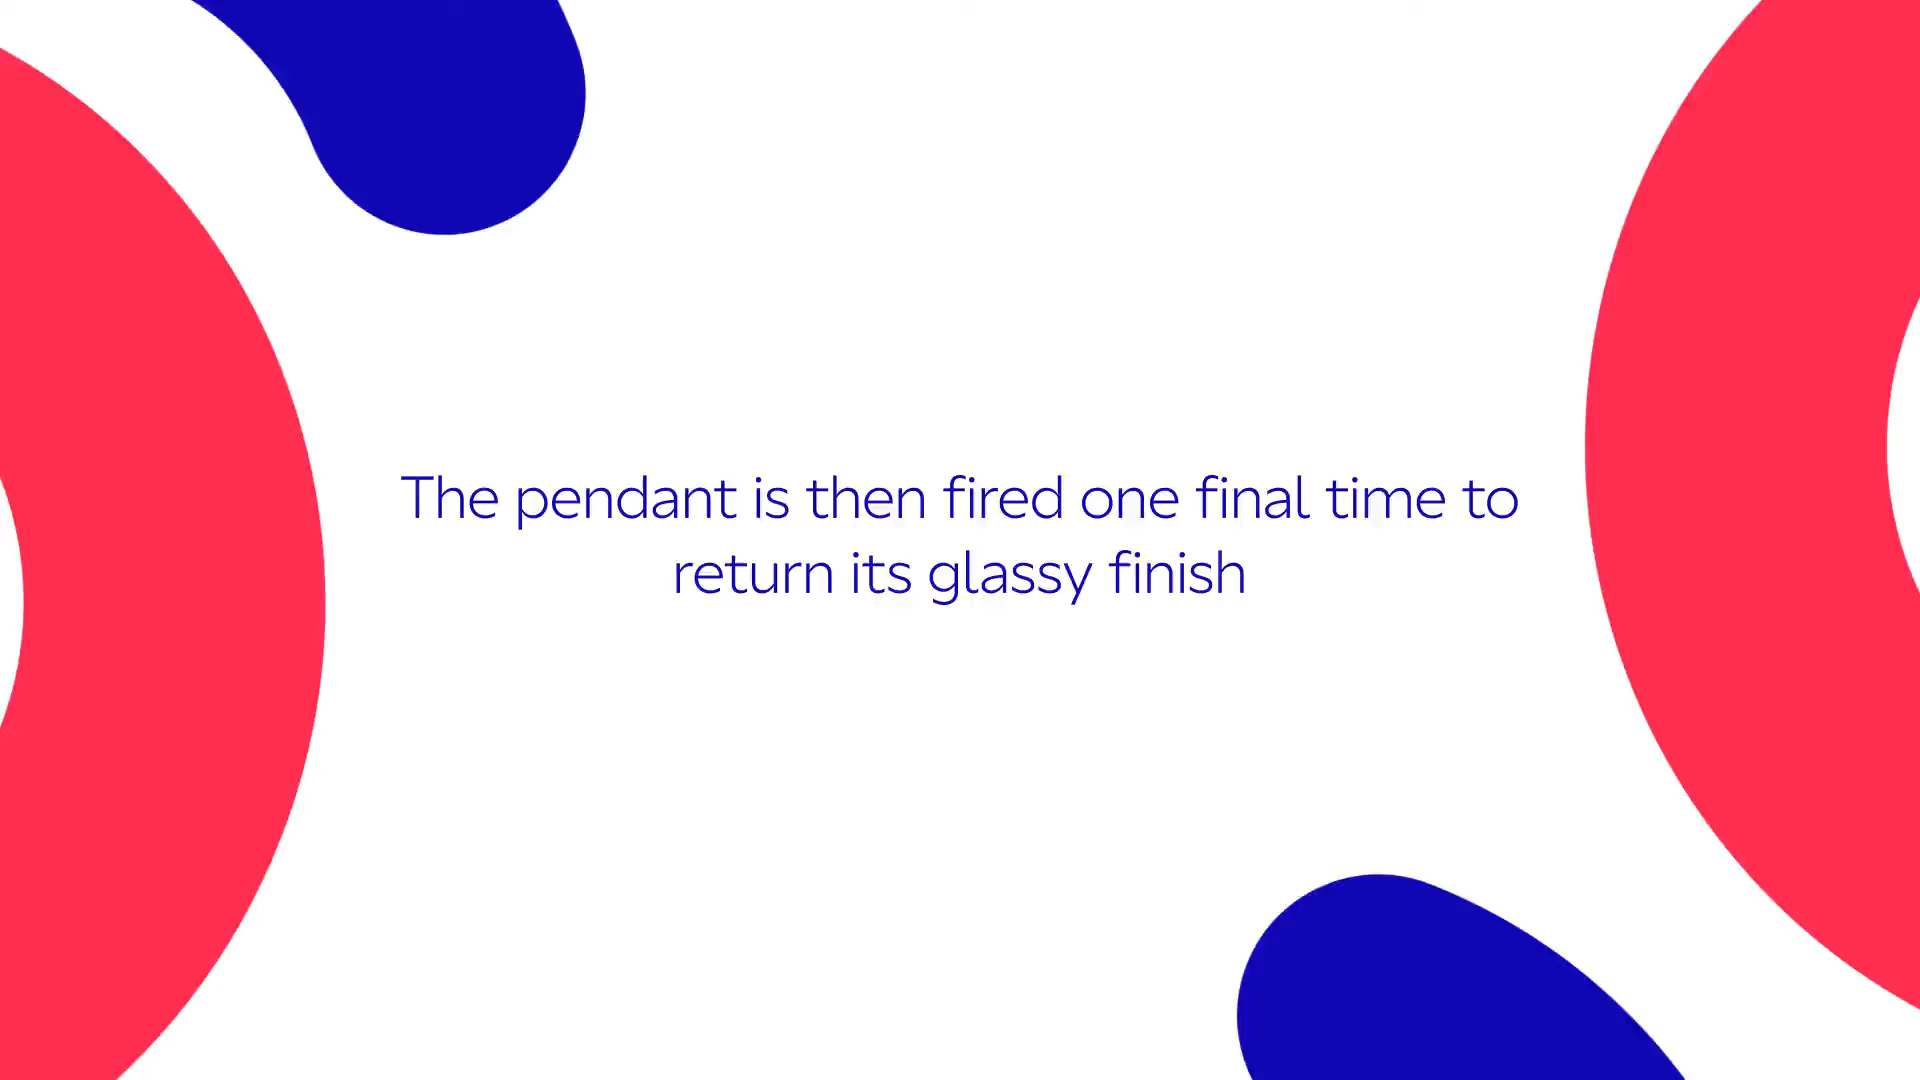 The pendant is then fired one final time to
return its glassy finish